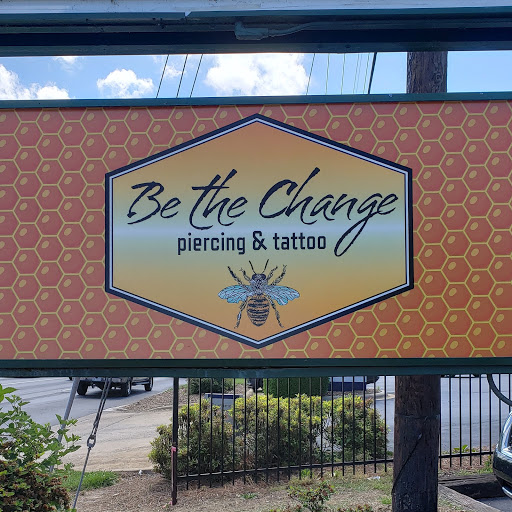 Be the Change
piercing & tattoo